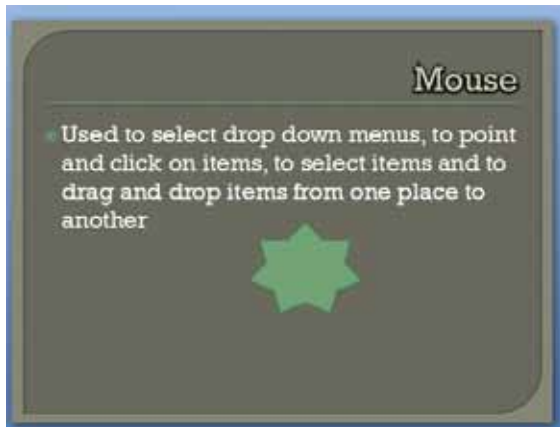 Mouse
Used to select drop down menus, to point
and click on items, to select items and to
drag and drop items from one place to
another